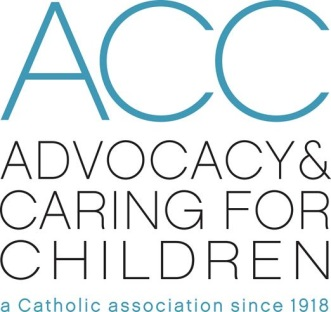 ACC
ADVOCACY&
CARING FOR
CHILDREN
a Catholic association since 1918